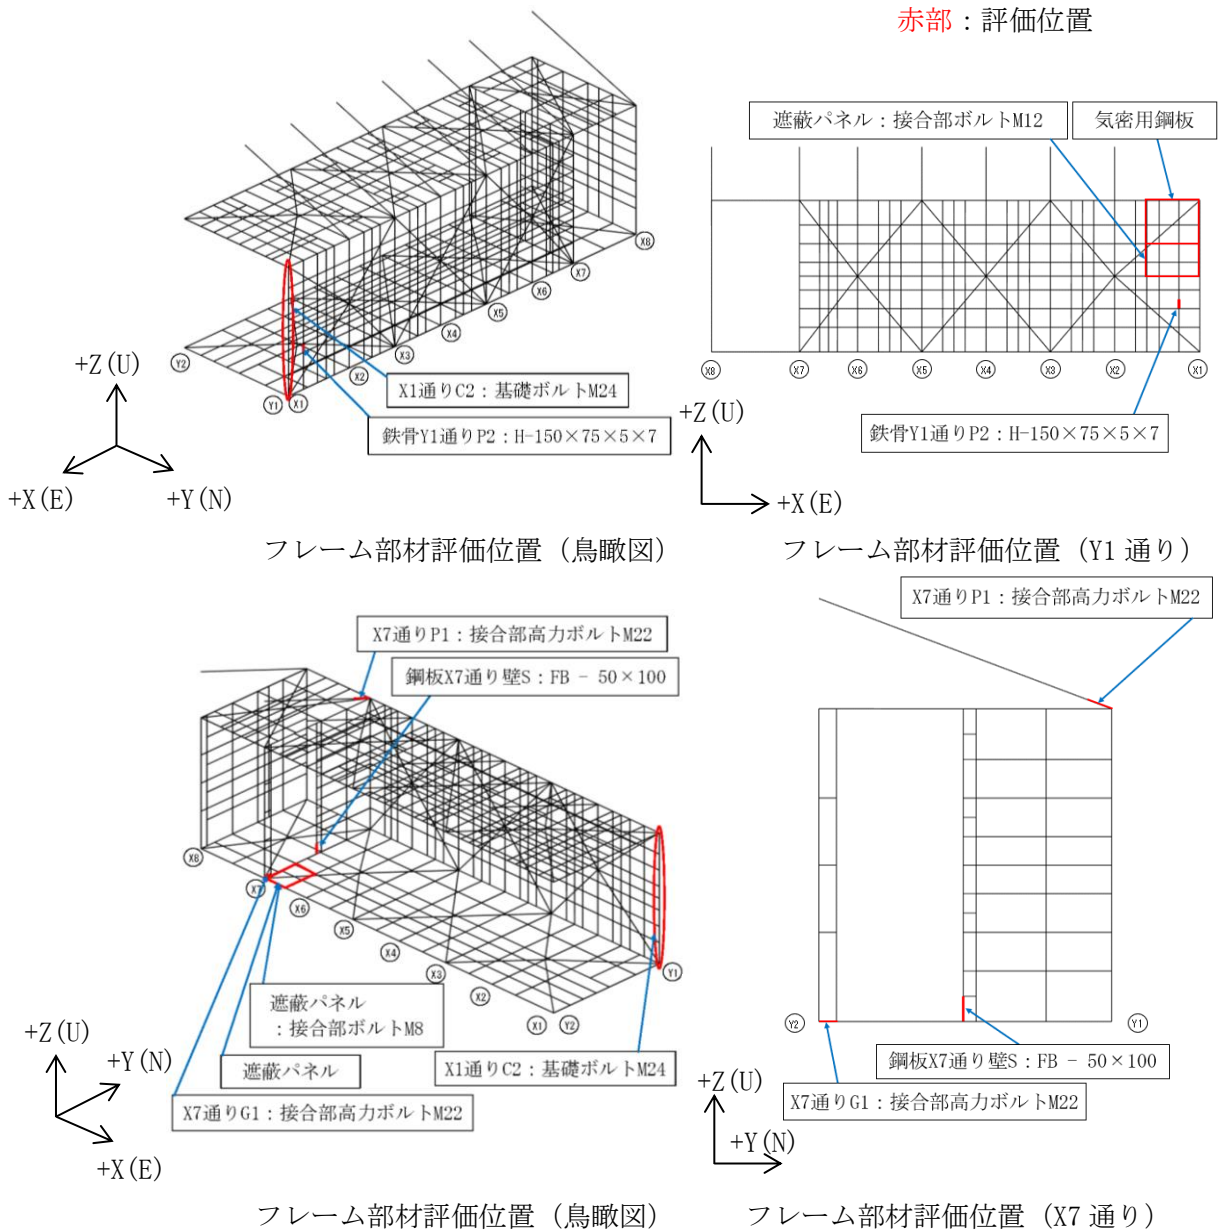 赤部：評価位置
X8
X7
X6
X5
X4
X3
X2
Y2
Y1
X1
X1通りC2：基礎ボルトM24
鉄骨Y1通りP2：H-150×75×5×7
+Z(U)
+X(E)
+Y(N)
フレーム部材評価位置（鳥瞰図）
遮蔽パネル：接合部ボルトM12
気密用鋼板
X8
X7
X6
X5
X4
X3
X2
X1
鉄骨Y1通りP2：H-150×75×5×7
+Z(U)
+X(E)
フレーム部材評価位置（Y1 通り）
X7通りP1：接合部高力ボルトM22
鋼板X7通り壁S：FB － 50×100
X8
X7
X6
X5
X4
X3
X2
X1
Y2
Y1
遮蔽パネル
：接合部ボルトM8
遮蔽パネル
X1通りC2：基礎ボルトM24
X7通りG1：接合部高力ボルトM22
+Z(U)
+Y(N)
+X(E)
フレーム部材評価位置（鳥瞰図）
X7通りP1：接合部高力ボルトM22
Y2
Y1
鋼板X7通り壁S：FB － 50×100
X7通りG1：接合部高力ボルトM22
+Z(U)
+Y(N)
フレーム部材評価位置（X7 通り）